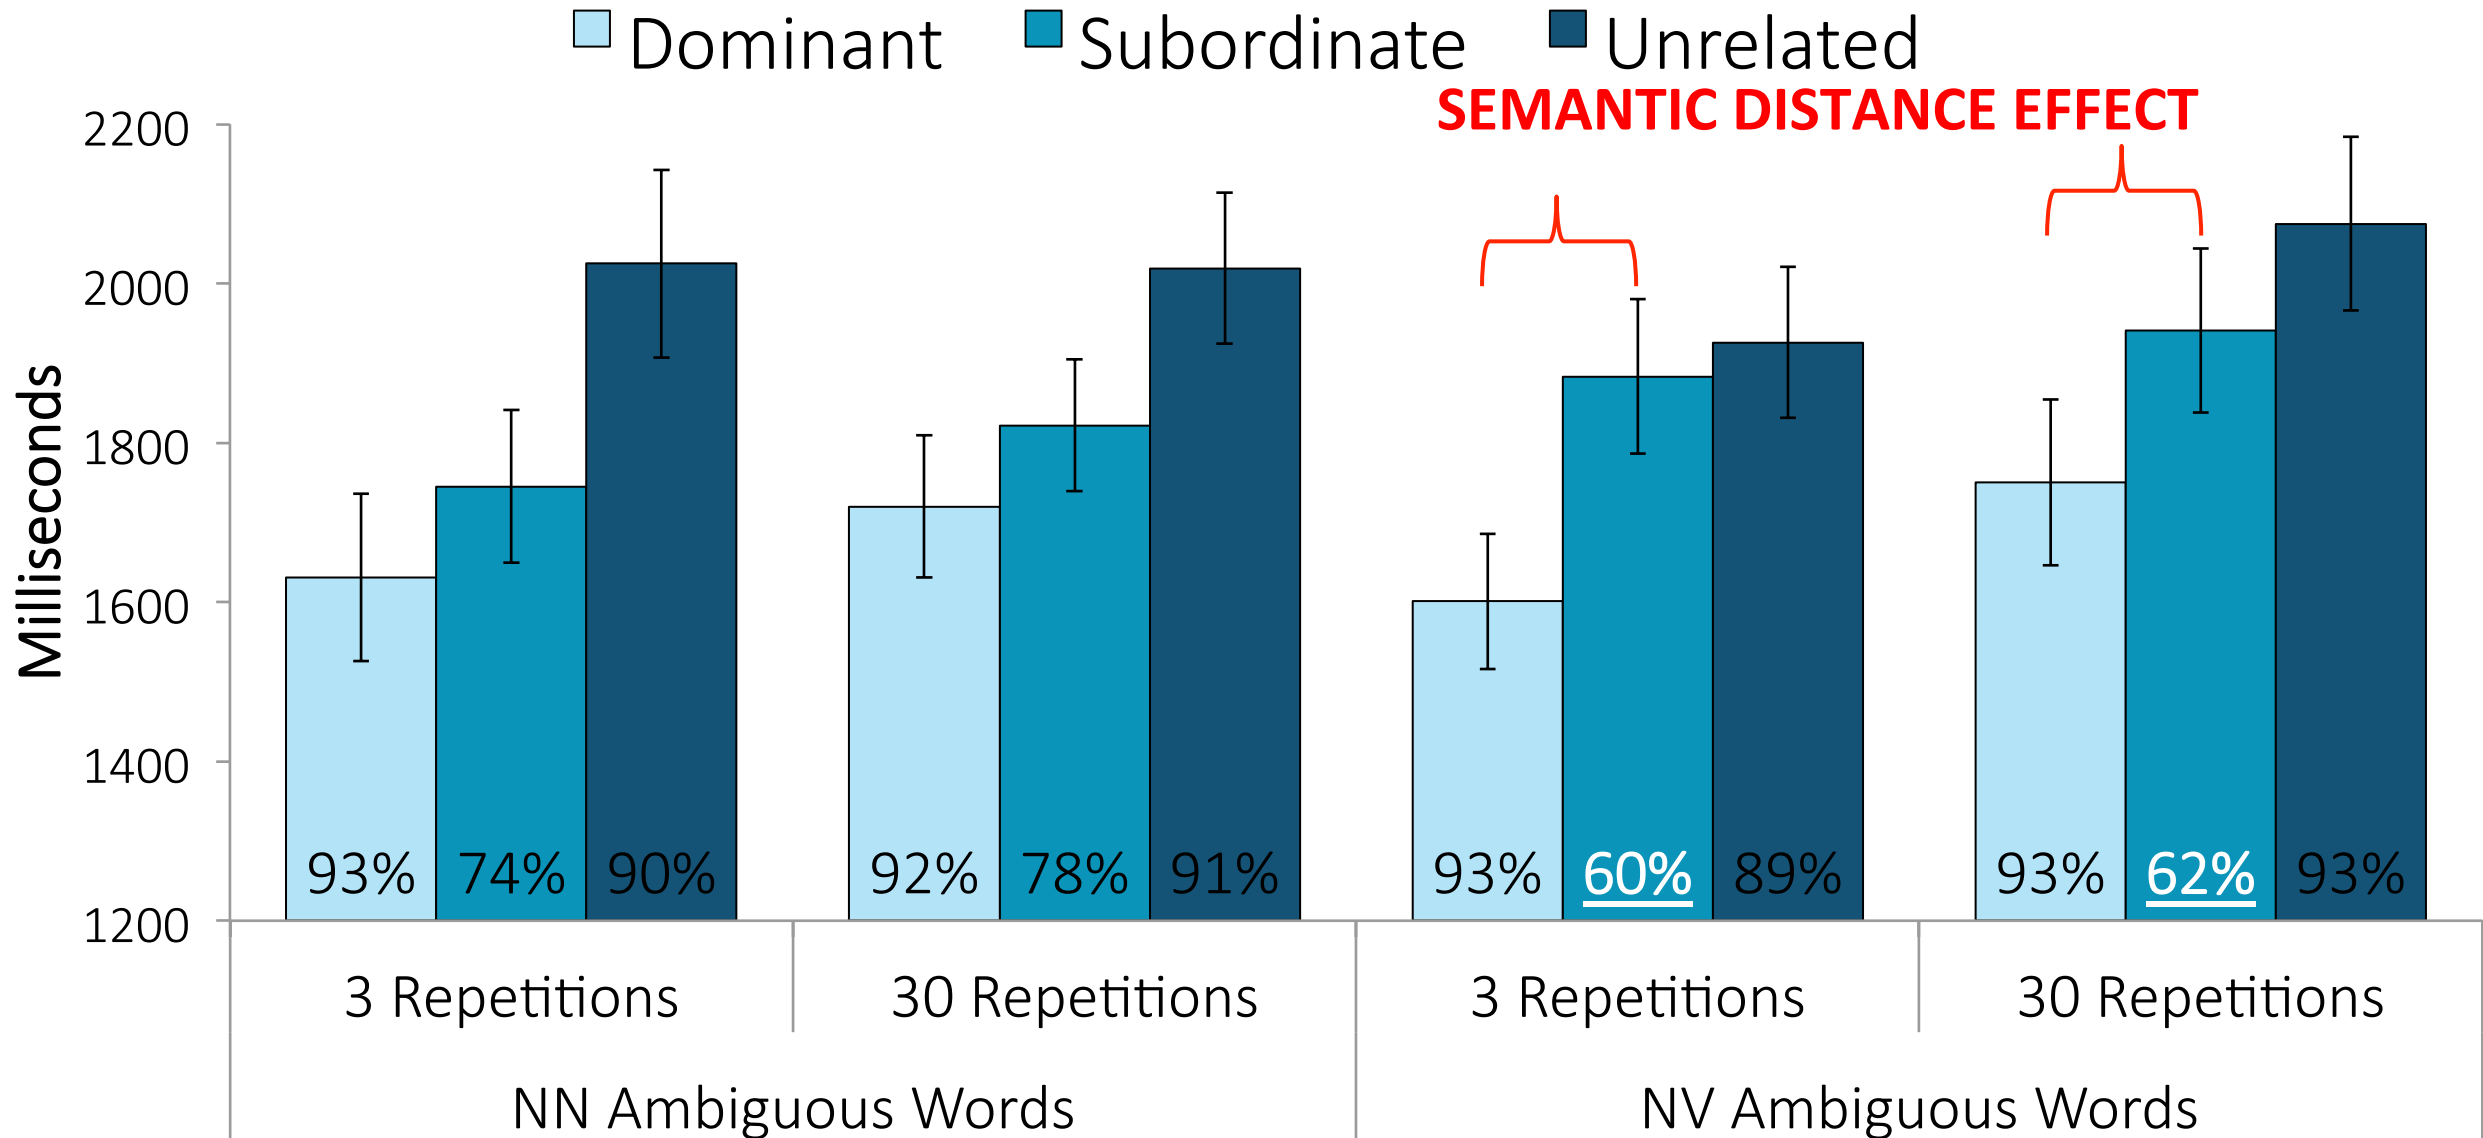 Dominant Subordinate Unrelated
SEMANTIC DISTANCE EFFECT
Milliseconds
2200
2000
1800
1600
1400
1200
93% 74% 90% 92% 78% 91% 93% 60% 89% 93% 62% 93%
3 Repetitions 30 Repetitions 3 Repetitions 30 Repetitions
NN Ambiguous Words NV Ambiguous Words